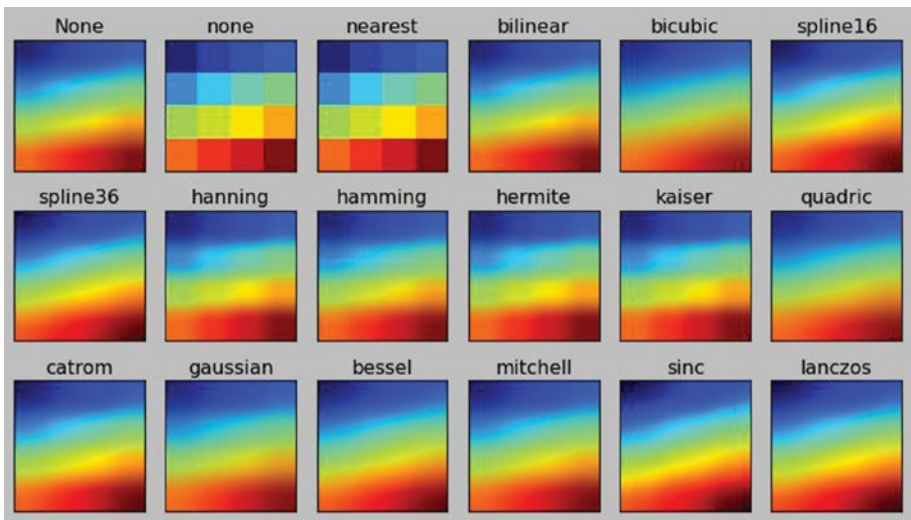 None none nearest bilinear bicubic spline16
spline36 hanning hamming hermite kaiser quadric
catrom gaussian bessel mitchell sinc lanczos